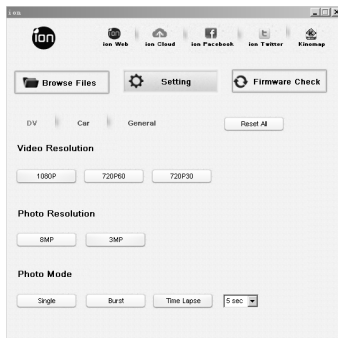 ion
ion
ion
ion Web ion Cloud ion Facebook ion Twitter Kinomap
Browse Files Setting Firmware Check
DV Car General Reset All
Video Resolution
1080P 720P60 720P30
Photo Resolution
8MP 3MP
Photo Mode
Single Burst Time Lapse 5 sec